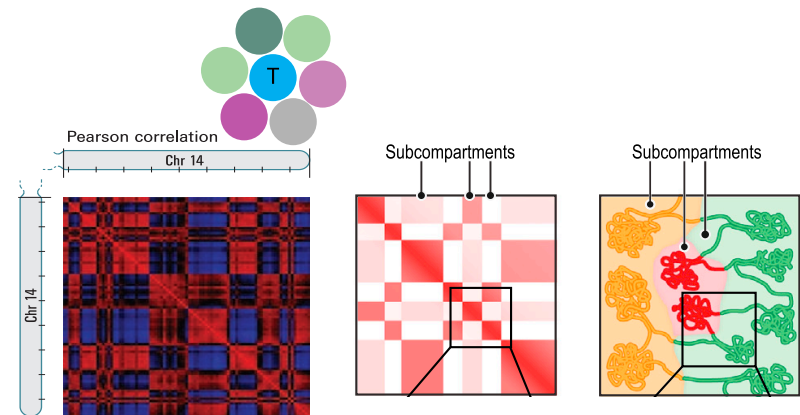 T
Pearson correlation
Chr 14
Subcompartments
Subcompartments
Chr 14